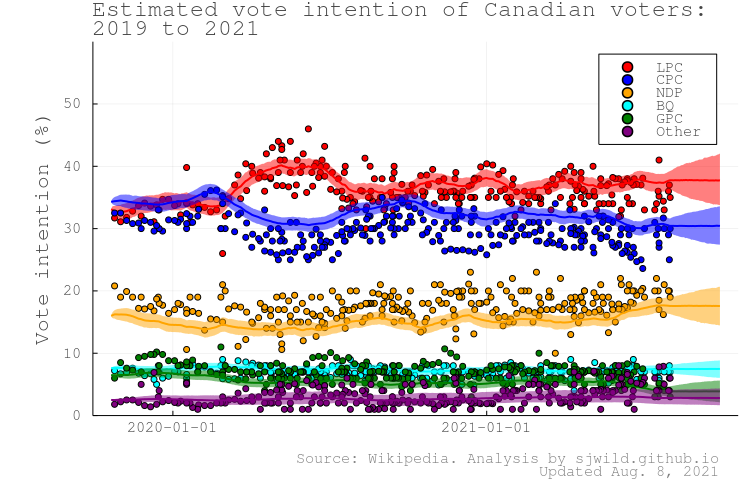 Estimated vote intention of Canadian voters:
2019 to 2021
LPC
CPC
NDP
BQ
GPC
Other
Vote intention (%)
50
40
30
20
10
0
2020-01-01
2021-01-01
Source: Wikipedia. Analysis by sjwild.github.io
Updated Aug. 8, 2021